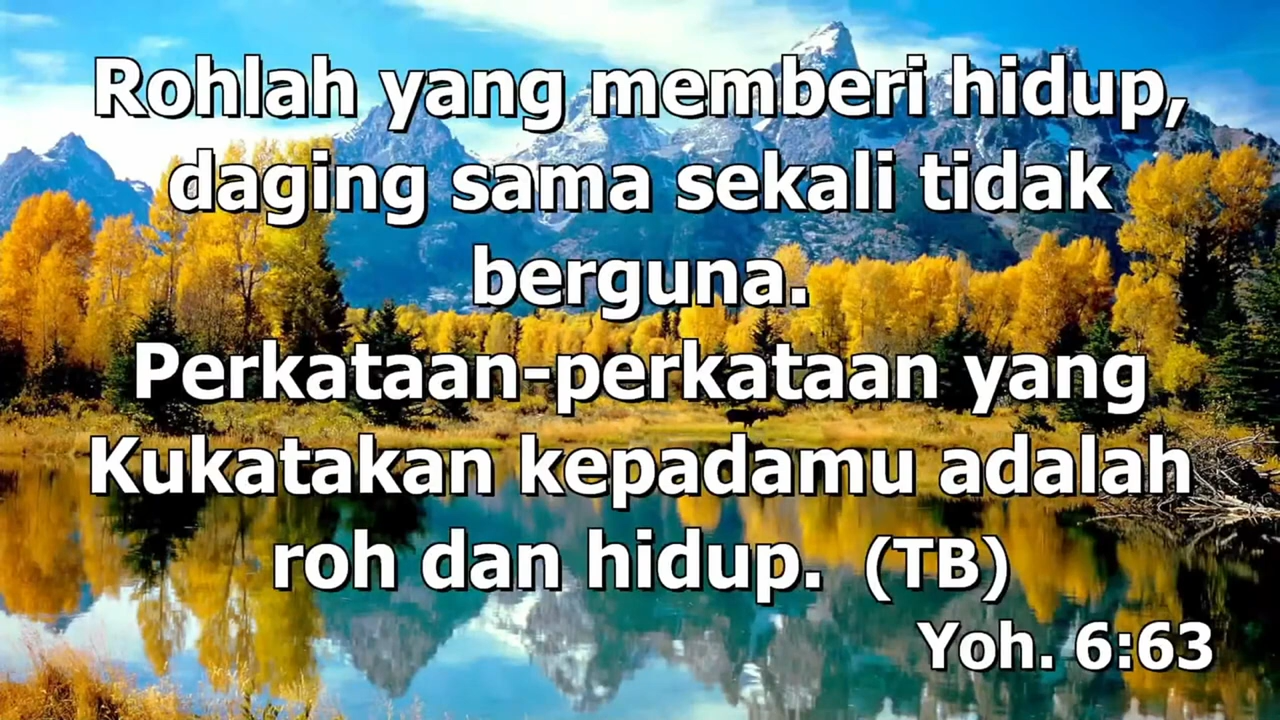 Rohlah yang memberi hidup,
daging sama sekali tidak
berguna.
Perkataan-perkataan yang
Kukatakan kepadamu adalah
roh dan hidup.  (TB)
Yoh. 6:63